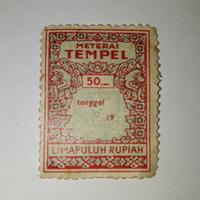 METERAI
TEMPEL
50.—
tanggal
19
LIMAPULUH RUPIAH